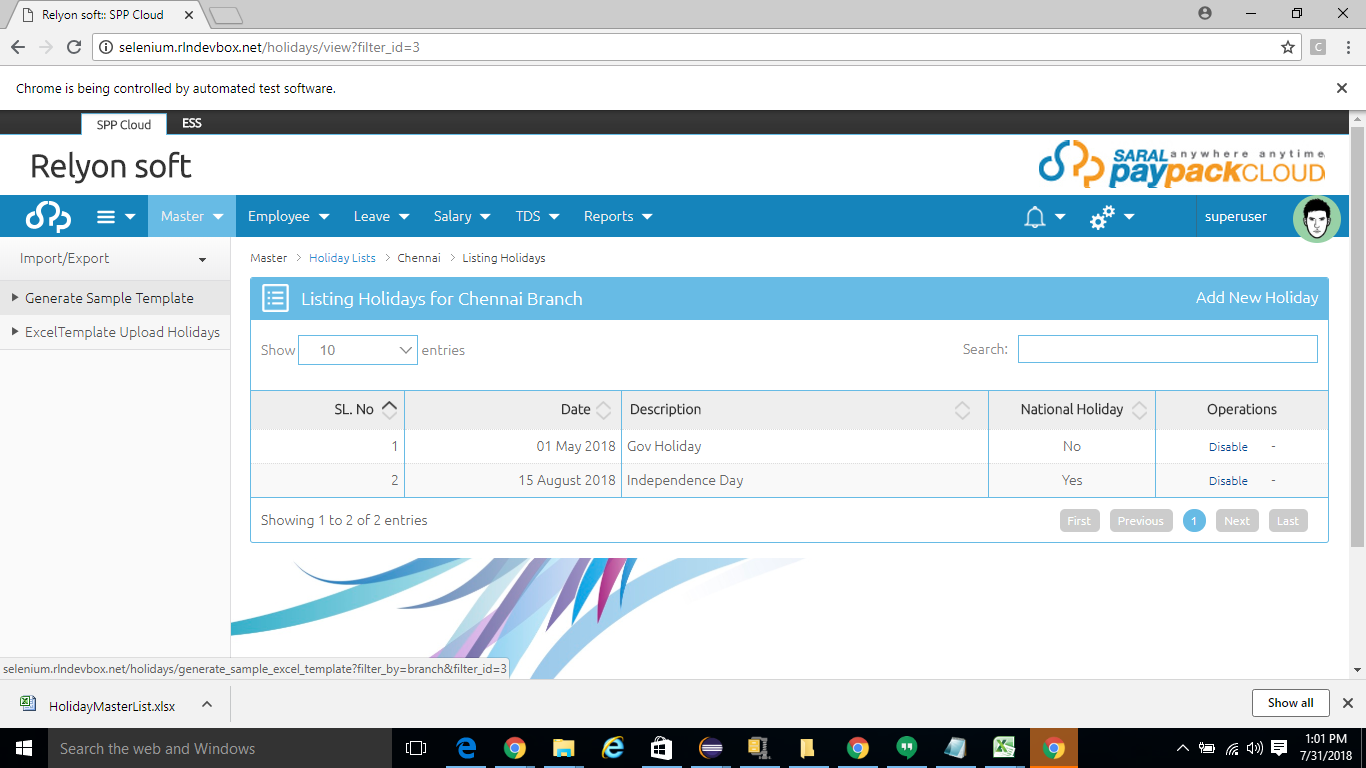 Relyon soft:: SPP Cloud
selenium.rlndevbox.net/holidays/view?filter_id=3
C
Chrome is being controlled by automated test software.
SPP Cloud ESS
Relyon soft
SARAL anywhere anytime
paypackCLOUD
Master Employee Leave Salary TDS Reports superuser
Import/Export
Generate Sample Template
ExcelTemplate Upload Holidays
Master > Holiday Lists > Chennai > Listing Holidays
Listing Holidays for Chennai Branch Add New Holiday
Show 10 entries Search:
SL. No Date Description National Holiday Operations
1 01 May 2018 Gov Holiday No Disable -
2 15 August 2018 Independence Day Yes Disable -
Showing 1 to 2 of 2 entries First Previous 1 Next Last
selenium.rlndevbox.net/holidays/generate_sample_excel_template?filter_by=branch&filter_id=3
HolidayMasterList.xlsx Show all
Search the web and Windows
1:01 PM
7/31/2018